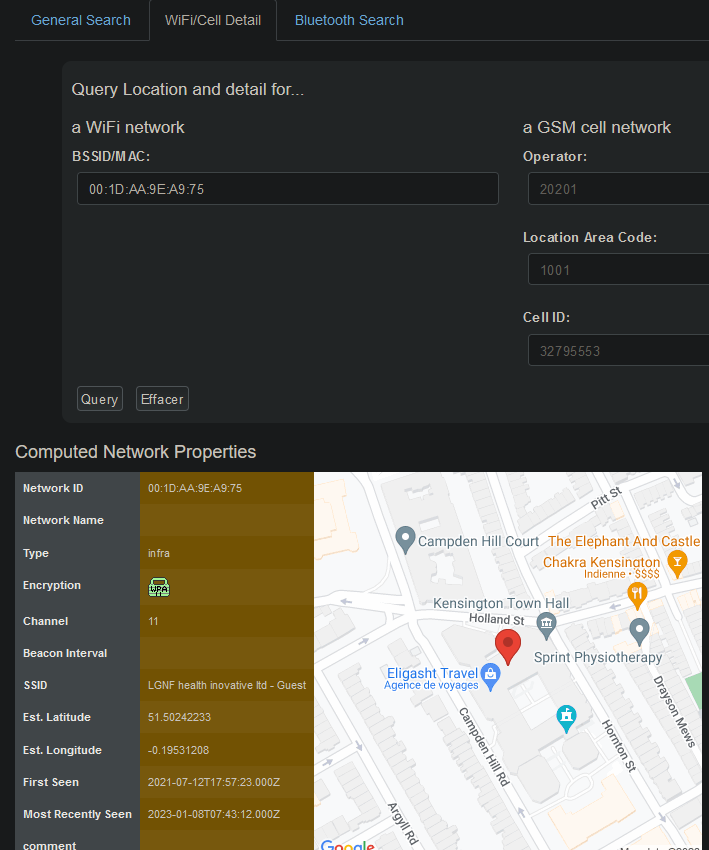 General Search
WiFi/Cell Detail
Bluetooth Search
Query Location and detail for...
a WiFi network
BSSID/MAC:
00:1D:AA:9E:A9:75
a GSM cell network
Operator:
20201
Location Area Code:
1001
Cell ID:
32795553
Query
Effacer
Computed Network Properties
Network ID 00:1D:AA:9E:A9:75
Network Name
Type infra
Encryption WPA
Channel 11
Beacon Interval
SSID LGNF health inovative ltd - Guest
Est. Latitude 51.50242233
Est. Longitude -0.19531208
First Seen 2021-07-12T17:57:23.000Z
Most Recently Seen 2023-01-08T07:43:12.000Z
comment
Pitt St
Campden Hill Court
The Elephant And Castle
Chakra Kensington
Indienne • $$$$
Kensington Town Hall
Holland St
Sprint Physiotherapy
Eligasht Travel
Agence de voyages
Drayson Mews
Campden Hill Rd
Hornton St
Argyll Rd
Google